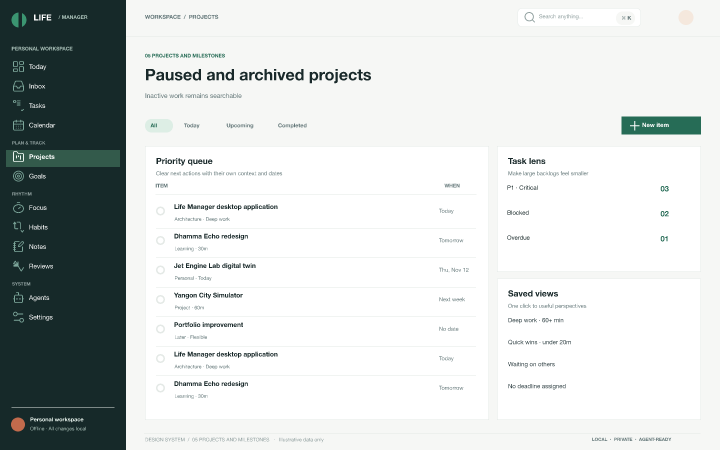 LIFE / MANAGER
PERSONAL WORKSPACE
Today
Inbox
Tasks
Calendar
PLAN & TRACK
Projects
Goals
RHYTHM
Focus
Habits
Notes
Reviews
SYSTEM
Agents
Settings
Personal workspace
Offline · All changes local
WORKSPACE / PROJECTS
Search anything...
⌘ K
05 PROJECTS AND MILESTONES
Paused and archived projects
Inactive work remains searchable
All
Today
Upcoming
Completed
New item
Priority queue
Clear next actions with their own context and dates
ITEM
WHEN
Life Manager desktop application
Architecture · Deep work
Today
Dhamma Echo redesign
Learning · 30m
Tomorrow
Jet Engine Lab digital twin
Personal · Today
Thu, Nov 12
Yangon City Simulator
Project · 60m
Next week
Portfolio improvement
Later · Flexible
No date
Life Manager desktop application
Architecture · Deep work
Today
Dhamma Echo redesign
Learning · 30m
Tomorrow
Task lens
Make large backlogs feel smaller
P1 · Critical
03
Blocked
02
Overdue
01
Saved views
One click to useful perspectives
Deep work · 60+ min
Quick wins · under 20m
Waiting on others
No deadline assigned
DESIGN SYSTEM / 05 PROJECTS AND MILESTONES · Illustrative data only
LOCAL · PRIVATE · AGENT-READY